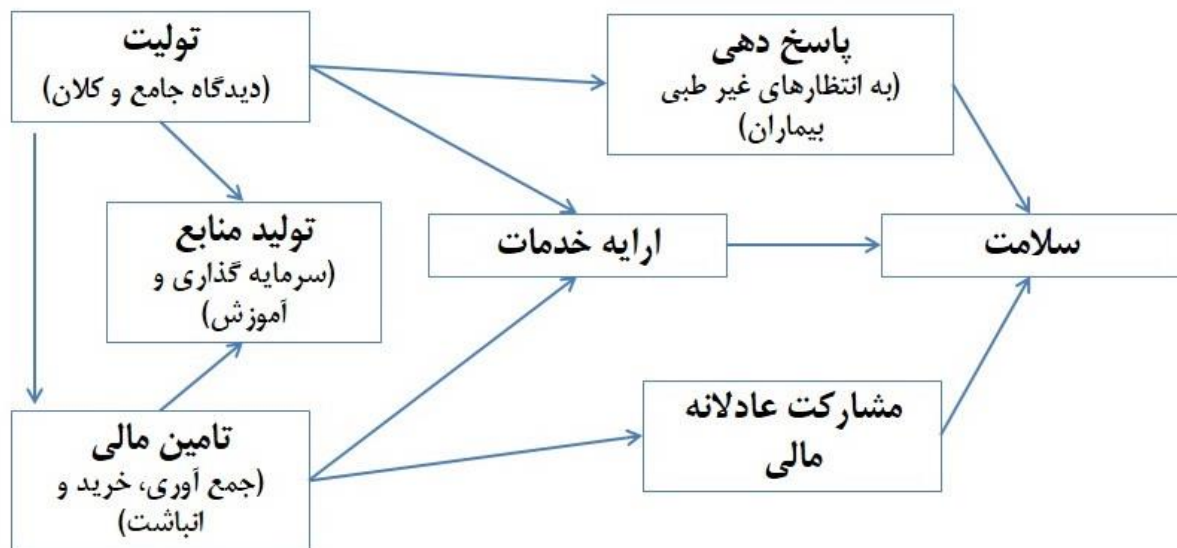 تولیت
(دیدگاه جامع و کلان)
پاسخ دهی
(به انتظارهای غیر طبی
بیماران)
تولید منابع
(سرمایه گذاری و
آموزش)
ارایه خدمات
سلامت
تامین مالی
(جمع آوری، خرید و
انباشت)
مشارکت عادلانه
مالی